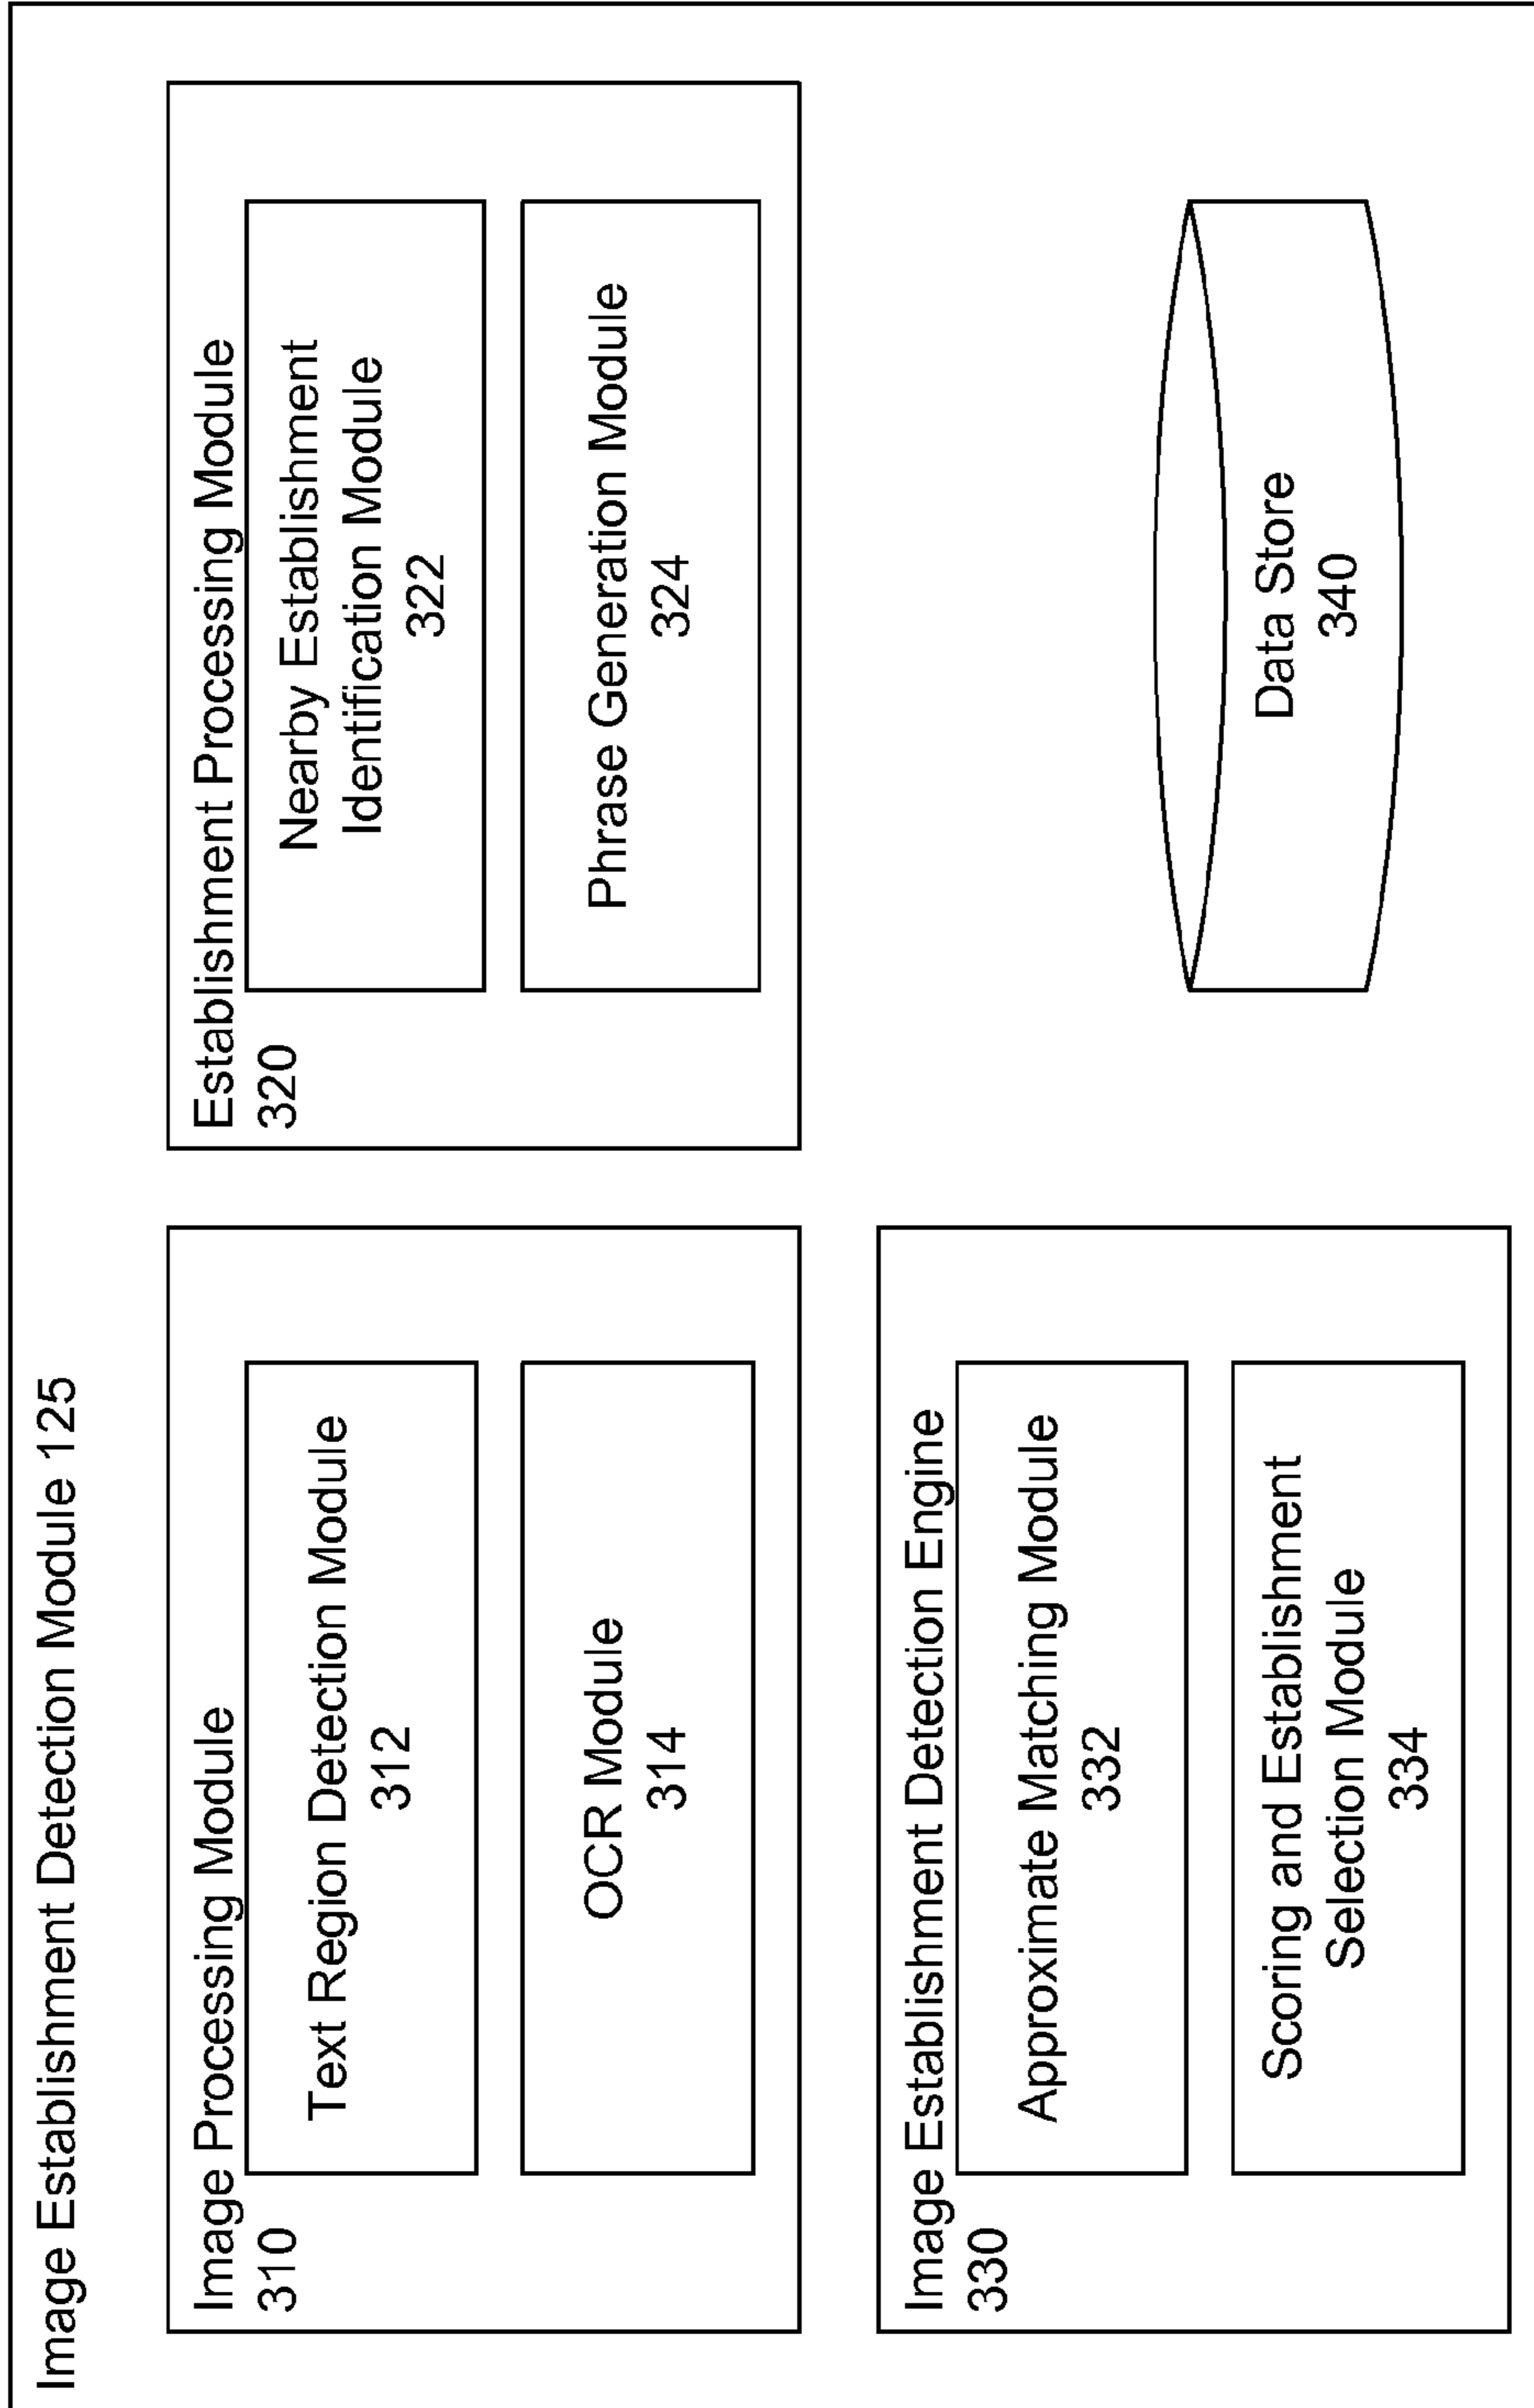 Image Establishment Detection Module 125
Image Processing Module
310
Text Region Detection Module
312
OCR Module
314
Establishment Processing Module
320
Nearby Establishment
Identification Module
322
Phrase Generation Module
324
Image Establishment Detection Engine
330
Approximate Matching Module
332
Scoring and Establishment
Selection Module
334
Data Store
340